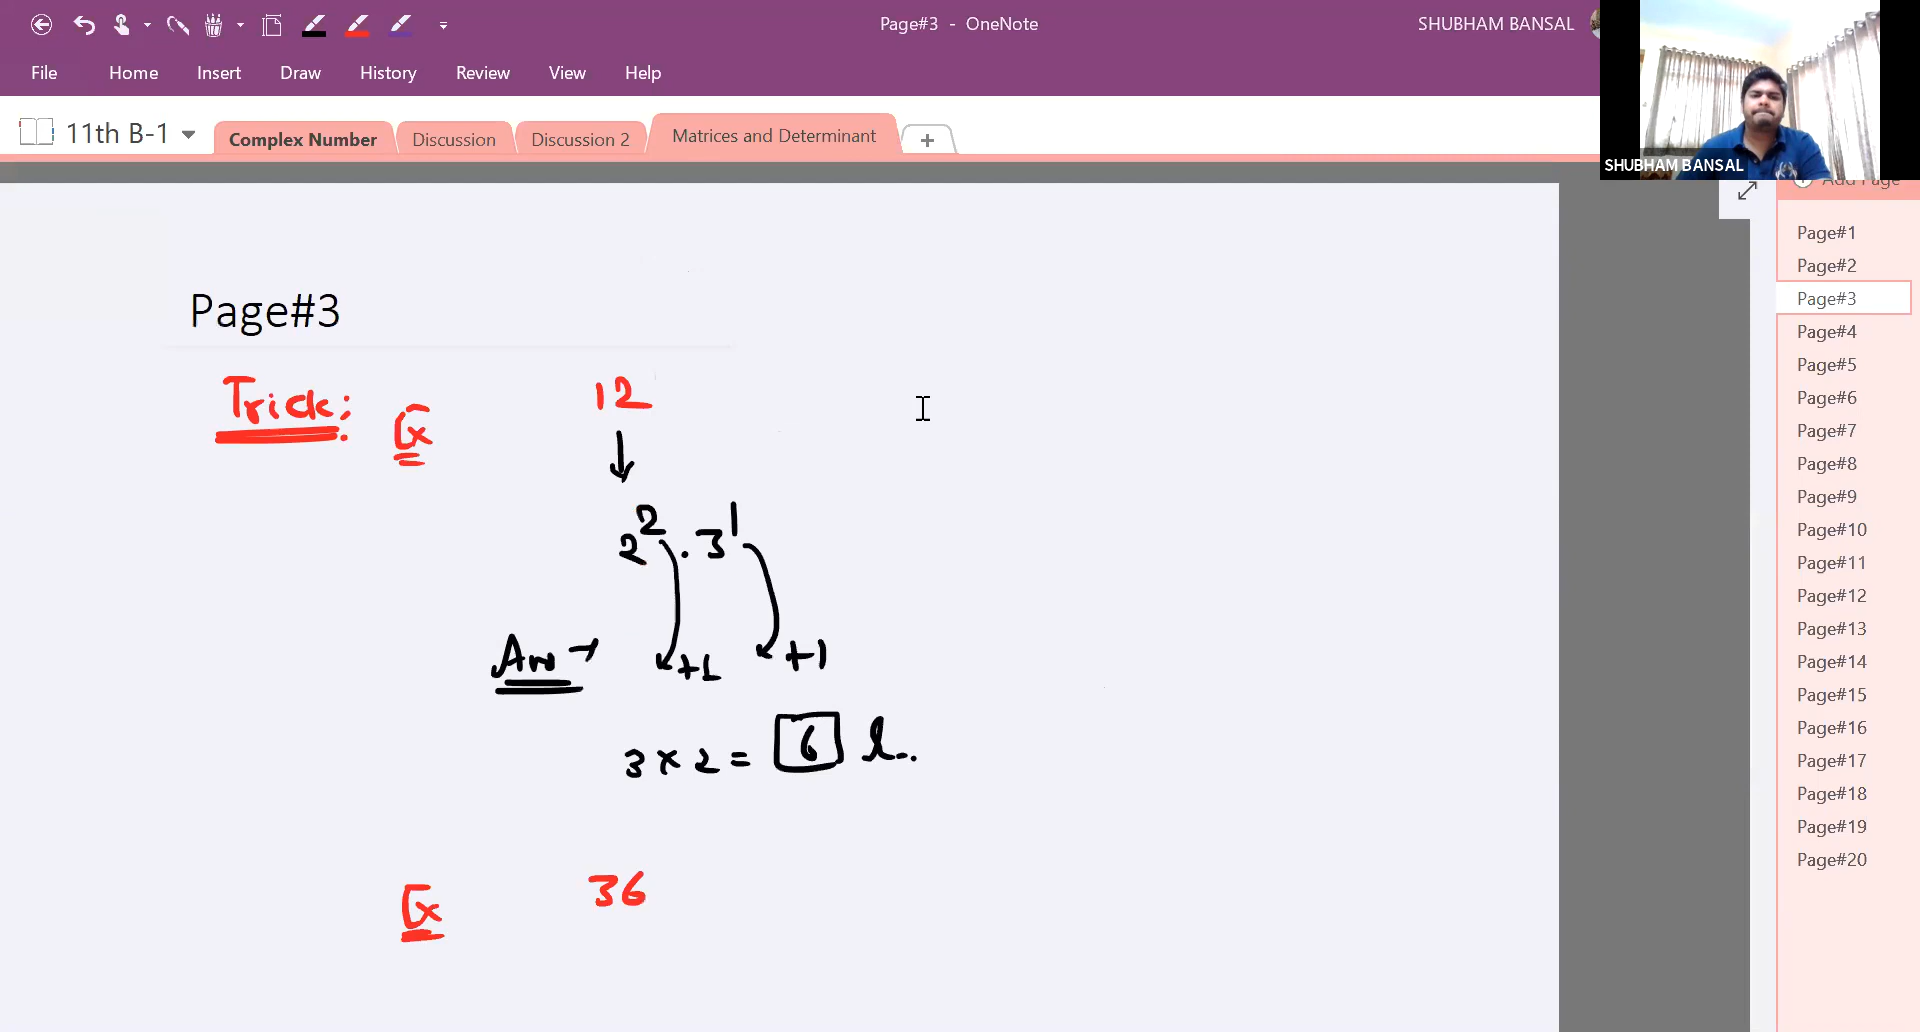 Page#3 - OneNote
SHUBHAM BANSAL
File Home Insert Draw History Review View Help
11th B-1
Complex Number Discussion Discussion 2 Matrices and Determinant +
SHUBHAM BANSAL
Add Page
Page#1
Page#2
Page#3
Page#4
Page#5
Page#6
Page#7
Page#8
Page#9
Page#10
Page#11
Page#12
Page#13
Page#14
Page#15
Page#16
Page#17
Page#18
Page#19
Page#20
Page#3
Trick: Ex 12
2² . 3¹
Ans → +1 +1
3 × 2 = 6
Ex 36